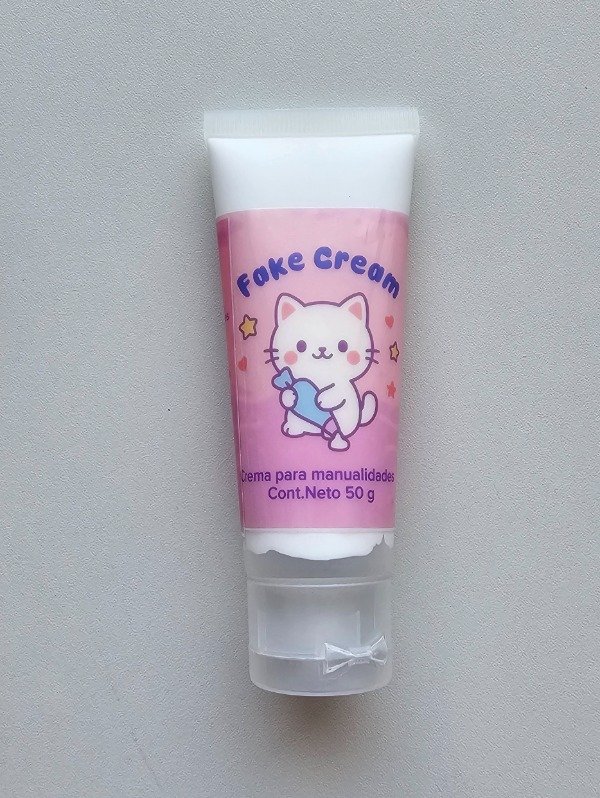 Fake Cream
Crema para manualidades
Cont.Neto 50 g